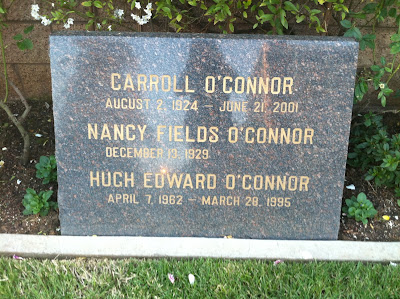 CARROLL O'CONNOR
AUGUST 2, 1924 – JUNE 21, 2001
NANCY FIELDS O'CONNOR
DECEMBER 13, 1929
HUGH EDWARD O'CONNOR
APRIL 7, 1962 – MARCH 28, 1995